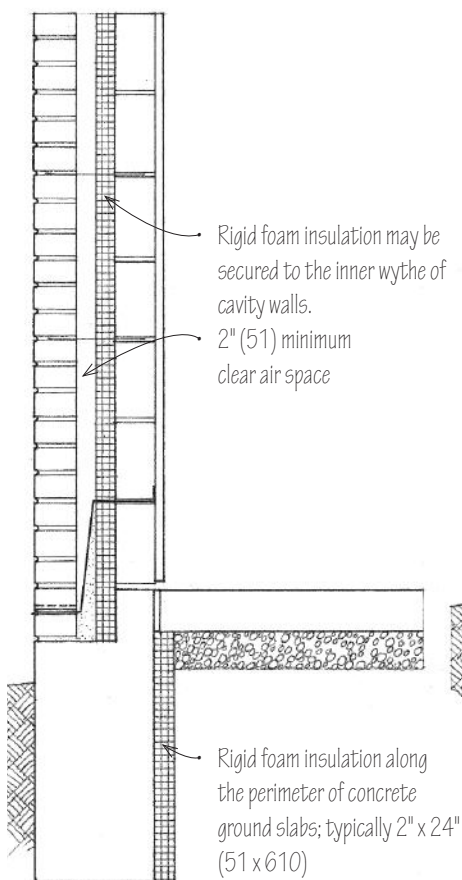 Rigid foam insulation may be
secured to the inner wythe of
cavity walls.
2" (51) minimum
clear air space
Rigid foam insulation along
the perimeter of concrete
ground slabs; typically 2" x 24"
(51 x 610)